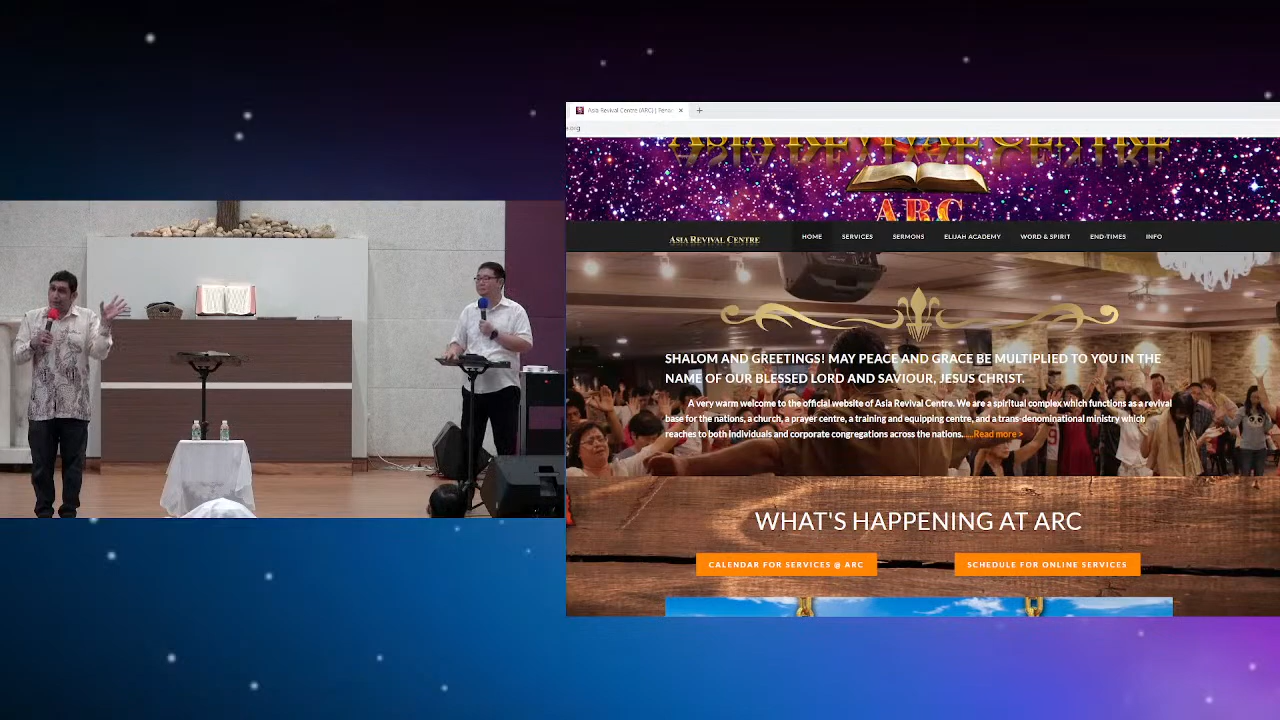 Asia Revival Centre (ARC) | Pena
e.org
ASIA REVIVAL CENTRE
ARC
ASIA REVIVAL CENTRE
HOME
SERVICES
SERMONS
ELIJAH ACADEMY
WORD & SPIRIT
END-TIMES
INFO
SHALOM AND GREETINGS! MAY PEACE AND GRACE BE MULTIPLIED TO YOU IN THE
NAME OF OUR BLESSED LORD AND SAVIOUR, JESUS CHRIST.
A very warm welcome to the official website of Asia Revival Centre. We are a spiritual complex which functions as a revival
base for the nations, a church, a prayer centre, a training and equipping centre, and a trans-denominational ministry which
reaches to both individuals and corporate congregations across the nations.....Read more >
WHAT'S HAPPENING AT ARC
CALENDAR FOR SERVICES @ ARC
SCHEDULE FOR ONLINE SERVICES